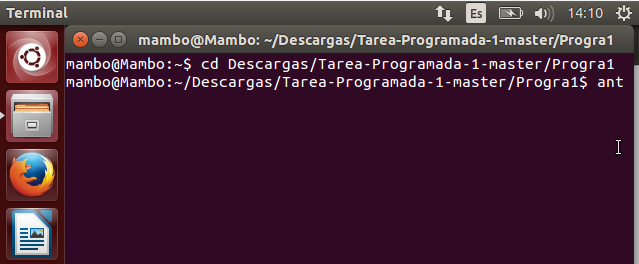 Terminal
Es
14:10
mambo@Mambo: ~/Descargas/Tarea-Programada-1-master/Progra1
mambo@Mambo:~$ cd Descargas/Tarea-Programada-1-master/Progra1
mambo@Mambo:~/Descargas/Tarea-Programada-1-master/Progra1$ ant